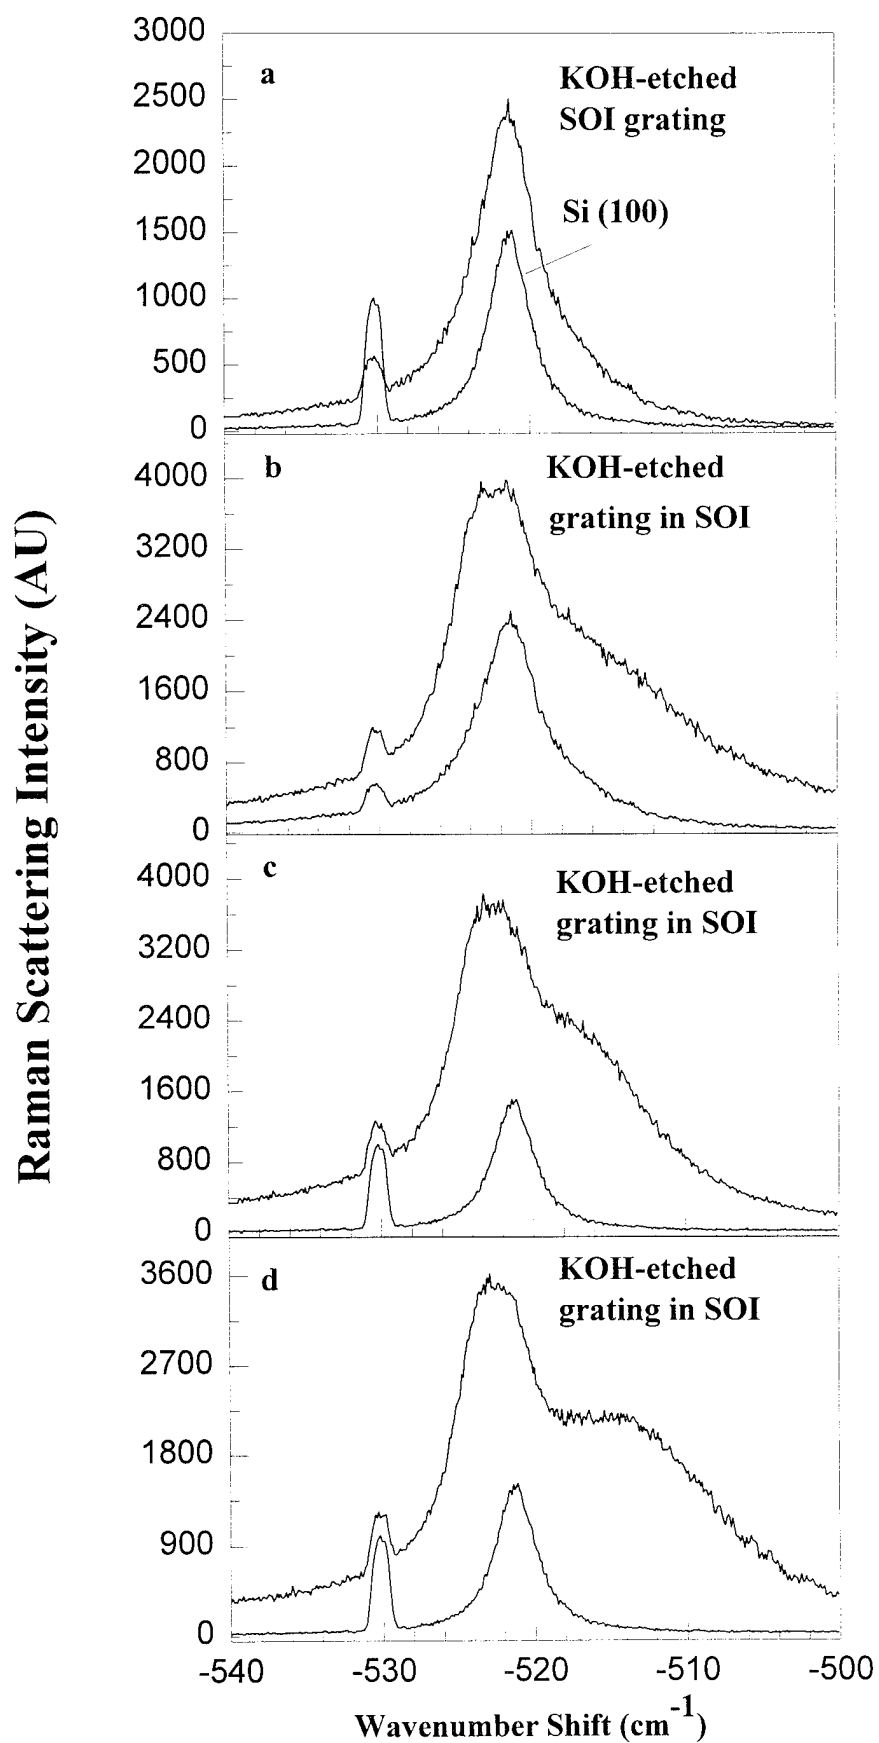 Raman Scattering Intensity (AU)
3000
a
KOH-etched
2500
SOI grating
2000
Si (100)
1500
1000
500
0
b
KOH-etched
4000
grating in SOI
3200
2400
1600
800
0
c
4000
KOH-etched
grating in SOI
3200
2400
1600
800
0
3600
d
KOH-etched
grating in SOI
2700
1800
900
0
-540 -530 -520 -510 -500
Wavenumber Shift (cm-1)